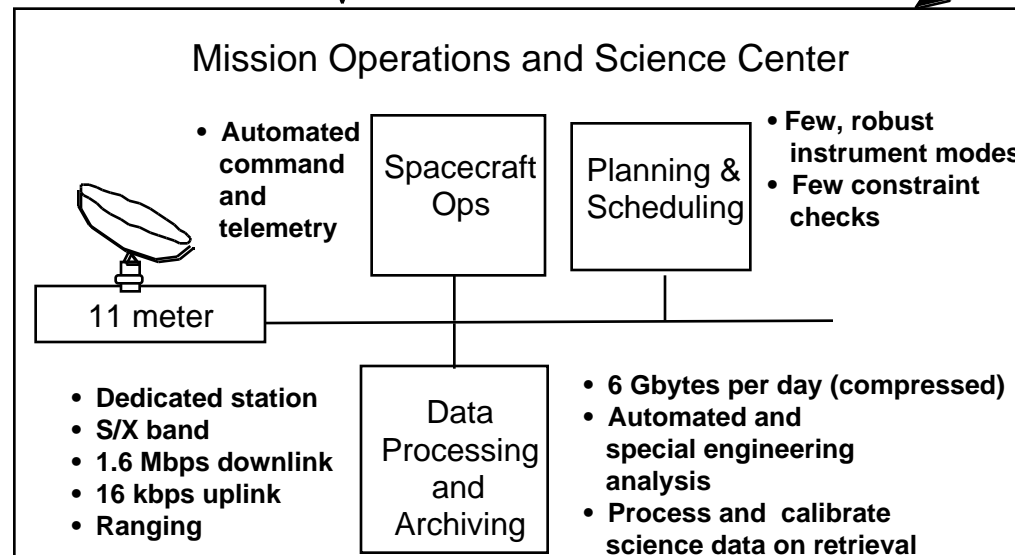 Mission Operations and Science Center
• Automated
command
and
telemetry
Spacecraft
Ops
Planning &
Scheduling
• Few, robust
instrument modes
• Few constraint
checks
11 meter
• Dedicated station
• S/X band
• 1.6 Mbps downlink
• 16 kbps uplink
• Ranging
Data
Processing
and
Archiving
• 6 Gbytes per day (compressed)
• Automated and
special engineering
analysis
• Process and calibrate
science data on retrieval